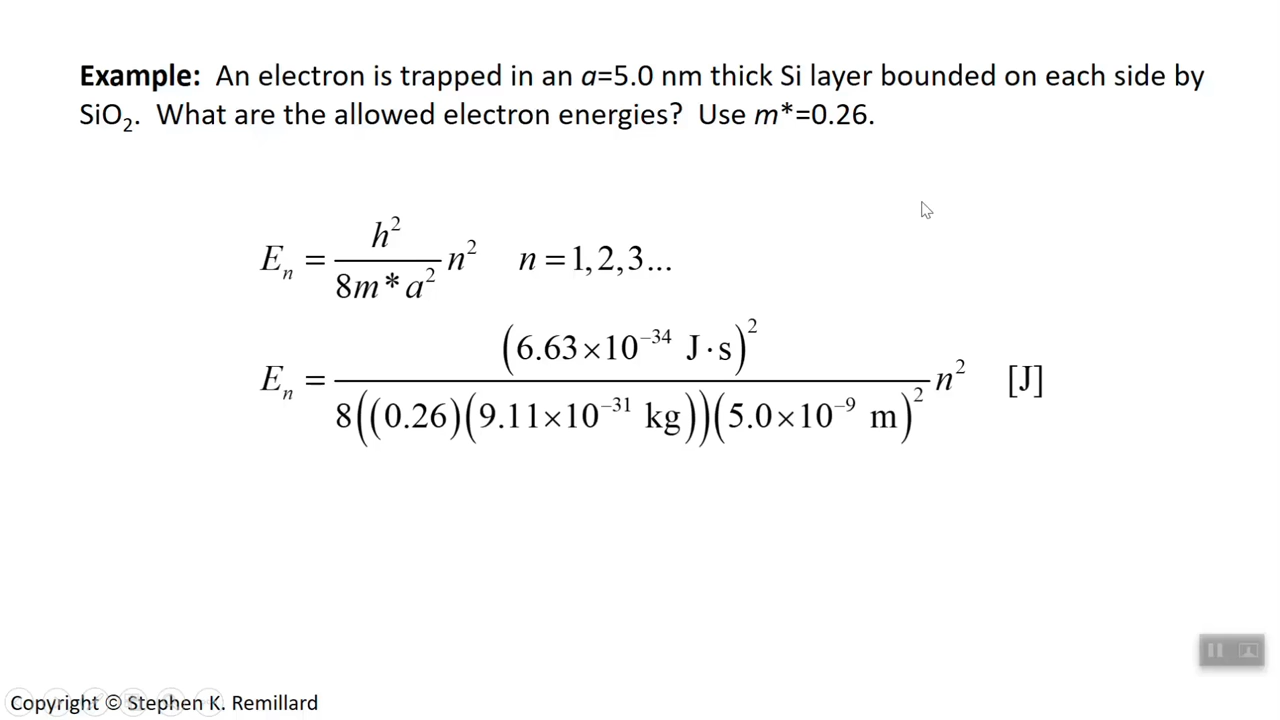 Example: An electron is trapped in an a=5.0 nm thick Si layer bounded on each side by
SiO₂. What are the allowed electron energies? Use m*=0.26.
Eₙ = h² / (8m*a²) n²   n = 1,2,3...
Eₙ = (6.63×10⁻³⁴ J·s)² / (8((0.26)(9.11×10⁻³¹ kg))(5.0×10⁻⁹ m)²) n²   [J]
Copyright © Stephen K. Remillard